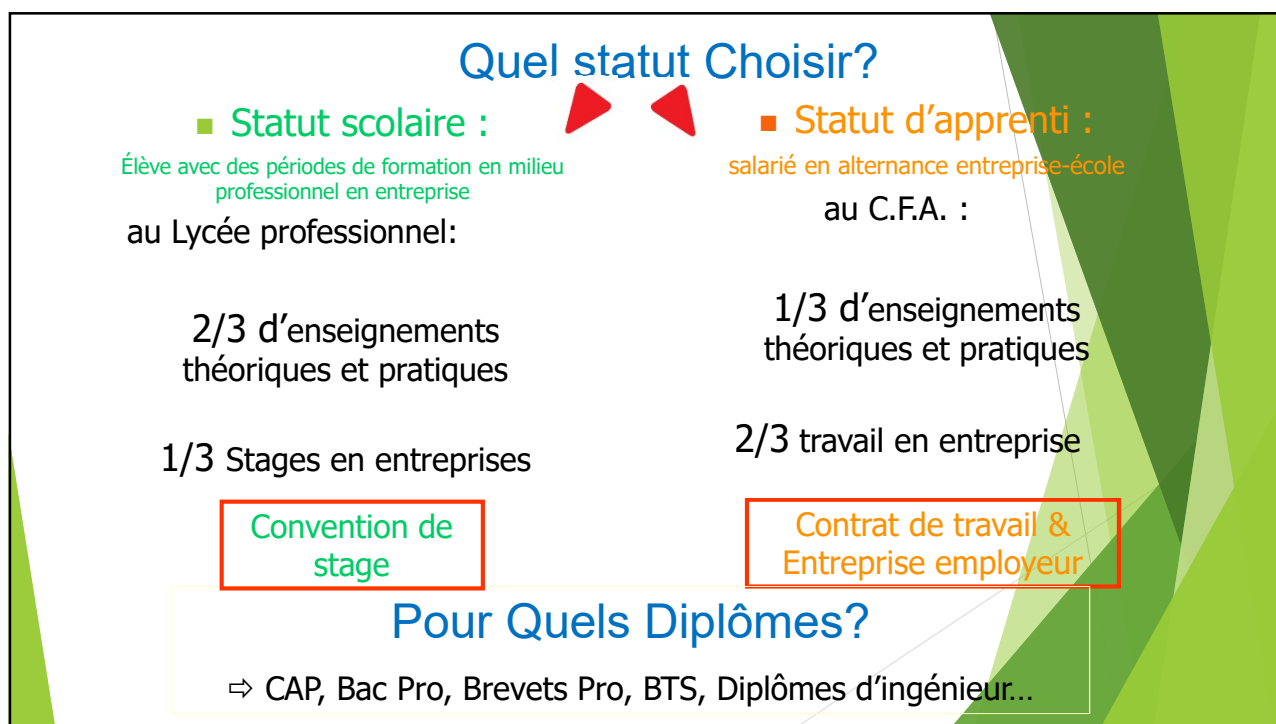 Quel statut Choisir?
■ Statut scolaire :
Élève avec des périodes de formation en milieu
professionnel en entreprise
au Lycée professionnel:
2/3 d’enseignements
théoriques et pratiques
1/3 Stages en entreprises
Convention de
stage
■ Statut d’apprenti :
salarié en alternance entreprise-école
au C.F.A. :
1/3 d’enseignements
théoriques et pratiques
2/3 travail en entreprise
Contrat de travail &
Entreprise employeur
Pour Quels Diplômes?
⇨ CAP, Bac Pro, Brevets Pro, BTS, Diplômes d’ingénieur…